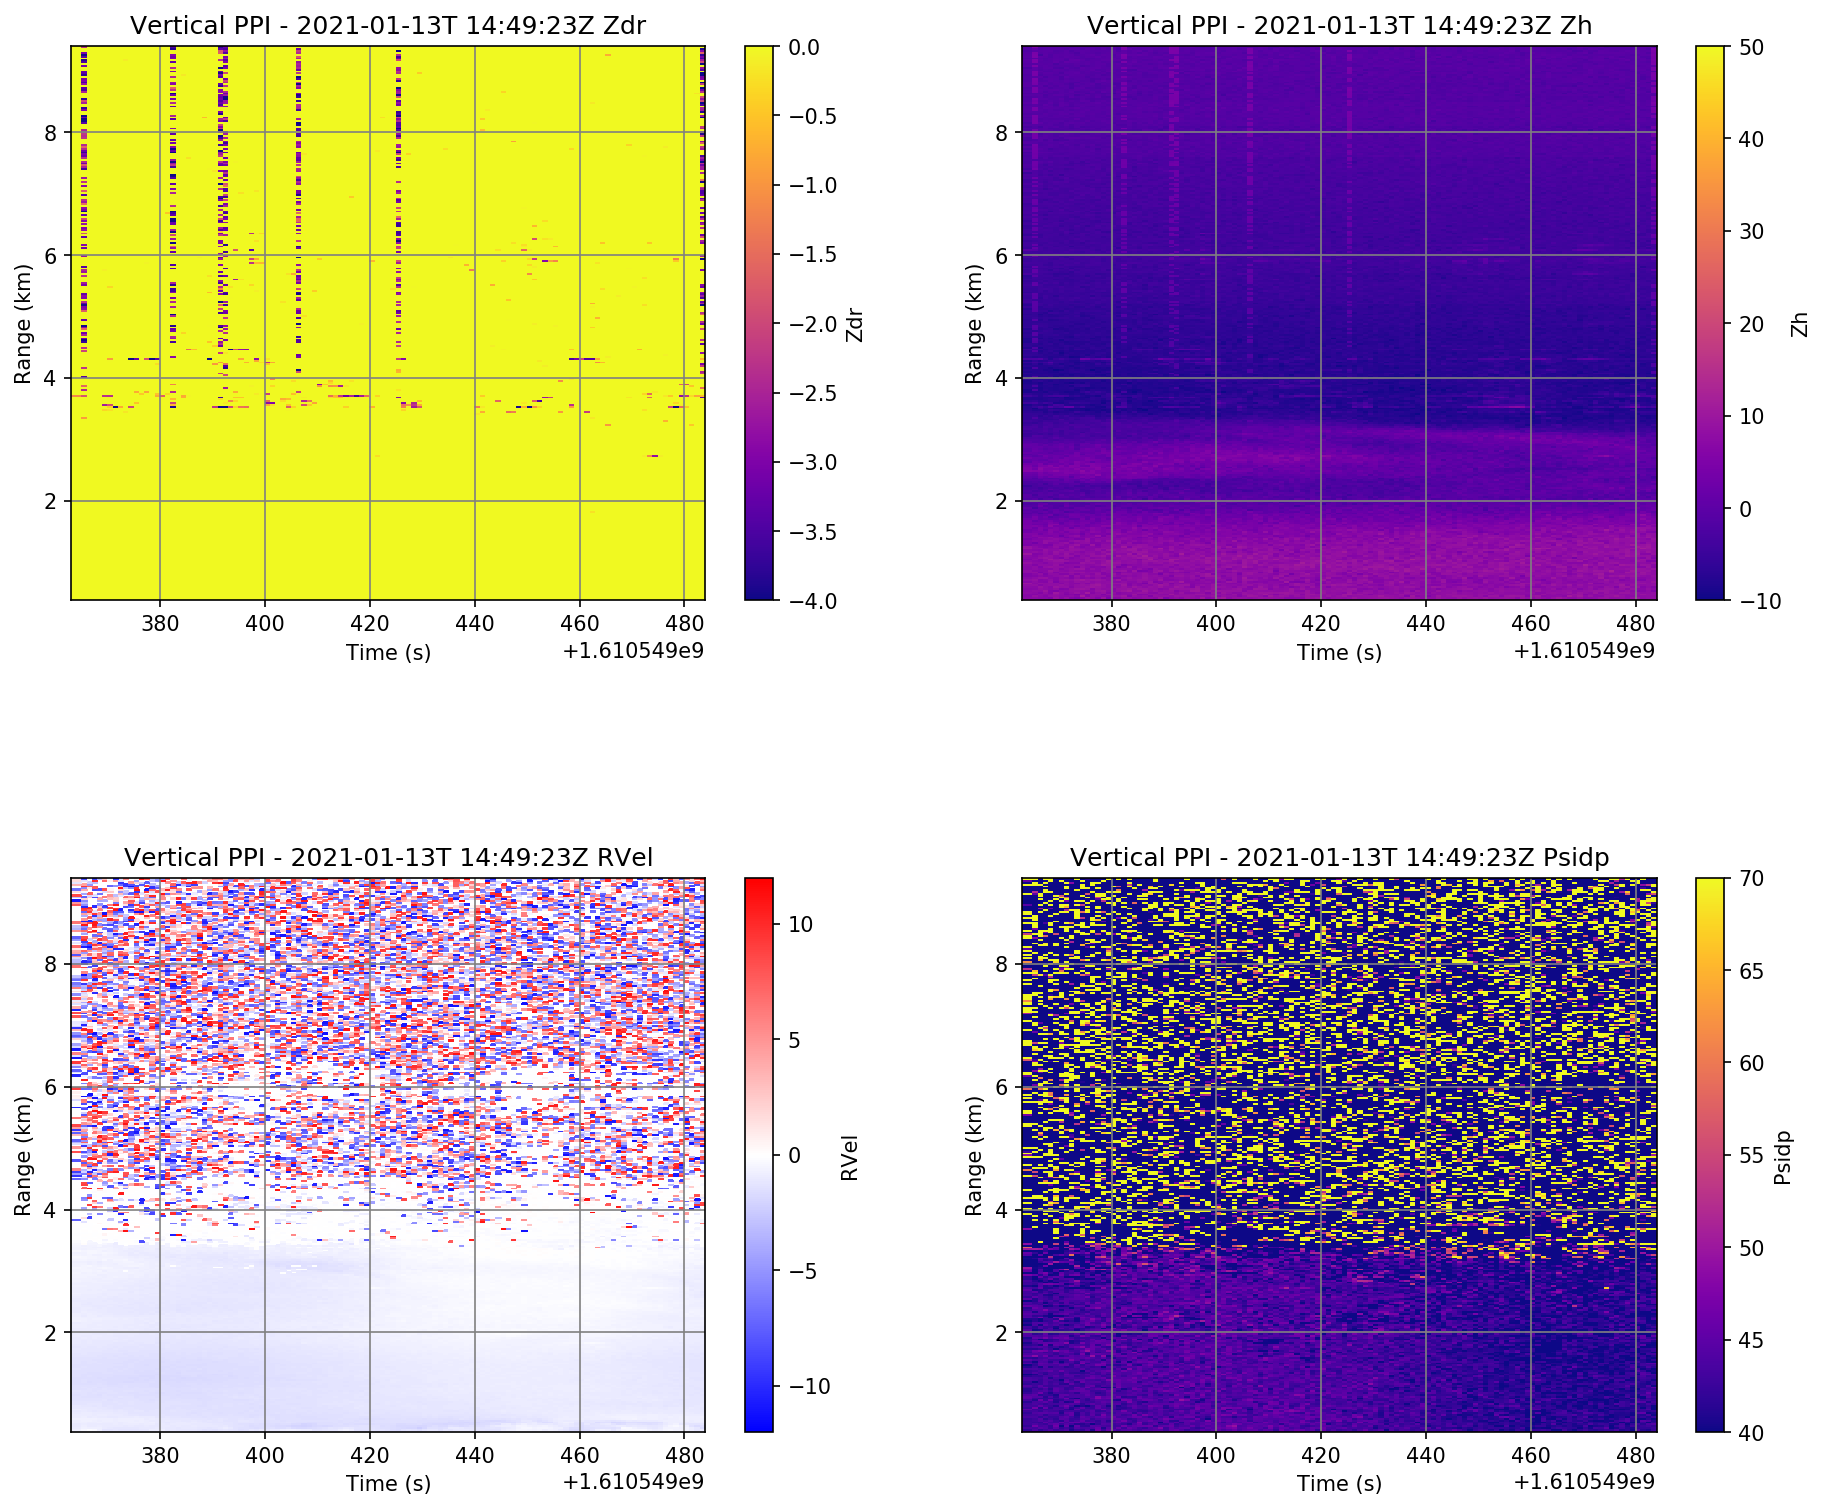 Vertical PPI - 2021-01-13T 14:49:23Z Zdr
Range (km)
8
6
4
2
380 400 420 440 460 480
Time (s)
+1.610549e9
0.0
−0.5
−1.0
−1.5
−2.0
−2.5
−3.0
−3.5
−4.0
Zdr
Vertical PPI - 2021-01-13T 14:49:23Z Zh
Range (km)
8
6
4
2
380 400 420 440 460 480
Time (s)
+1.610549e9
50
40
30
20
10
0
−10
Zh
Vertical PPI - 2021-01-13T 14:49:23Z RVel
Range (km)
8
6
4
2
380 400 420 440 460 480
Time (s)
+1.610549e9
10
5
0
−5
−10
RVel
Vertical PPI - 2021-01-13T 14:49:23Z Psidp
Range (km)
8
6
4
2
380 400 420 440 460 480
Time (s)
+1.610549e9
70
65
60
55
50
45
40
Psidp